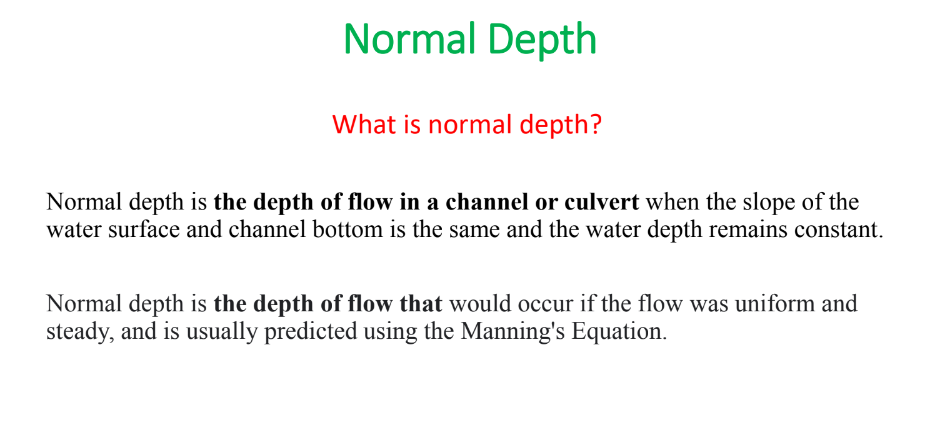 Normal Depth
What is normal depth?
Normal depth is the depth of flow in a channel or culvert when the slope of the
water surface and channel bottom is the same and the water depth remains constant.
Normal depth is the depth of flow that would occur if the flow was uniform and
steady, and is usually predicted using the Manning's Equation.